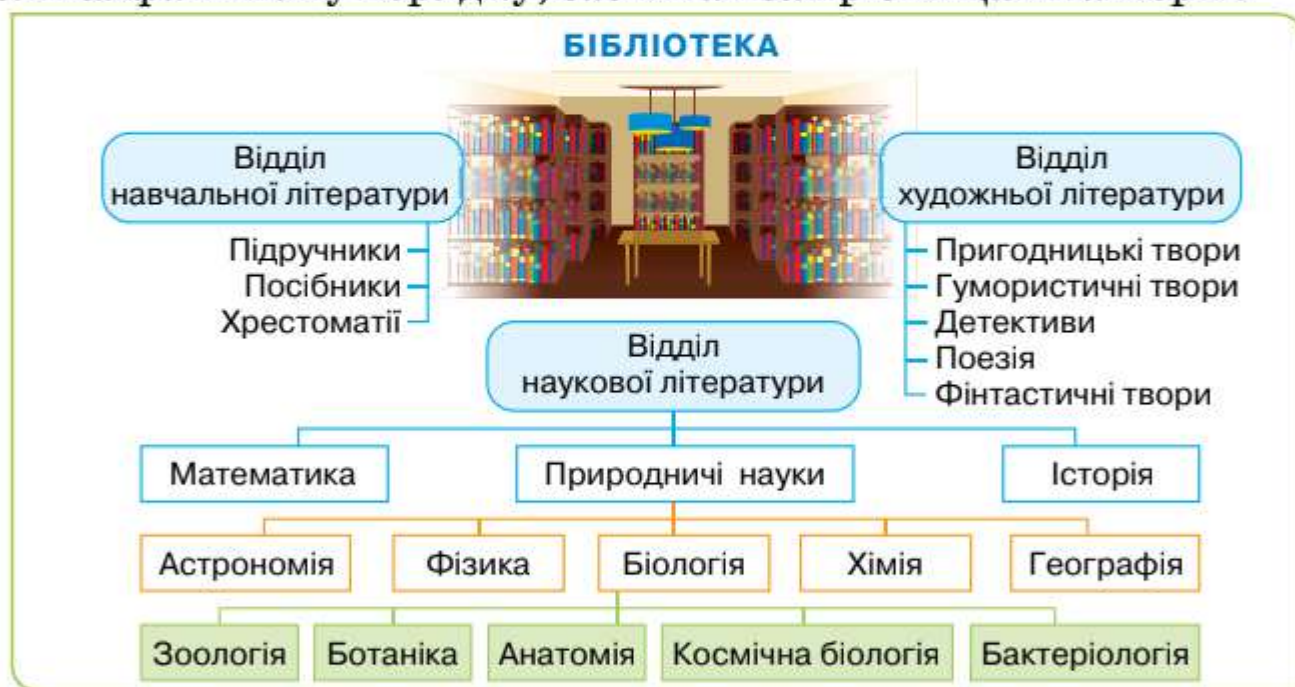 БІБЛІОТЕКА
Відділ
навчальної літератури
Підручники
Посібники
Хрестоматії
Відділ
художньої літератури
Пригодницькі твори
Гумористичні твори
Детективи
Поезія
Фінтастичні твори
Відділ
наукової літератури
Математика
Природничі науки
Історія
Астрономія
Фізика
Біологія
Хімія
Географія
Зоологія
Ботаніка
Анатомія
Космічна біологія
Бактеріологія